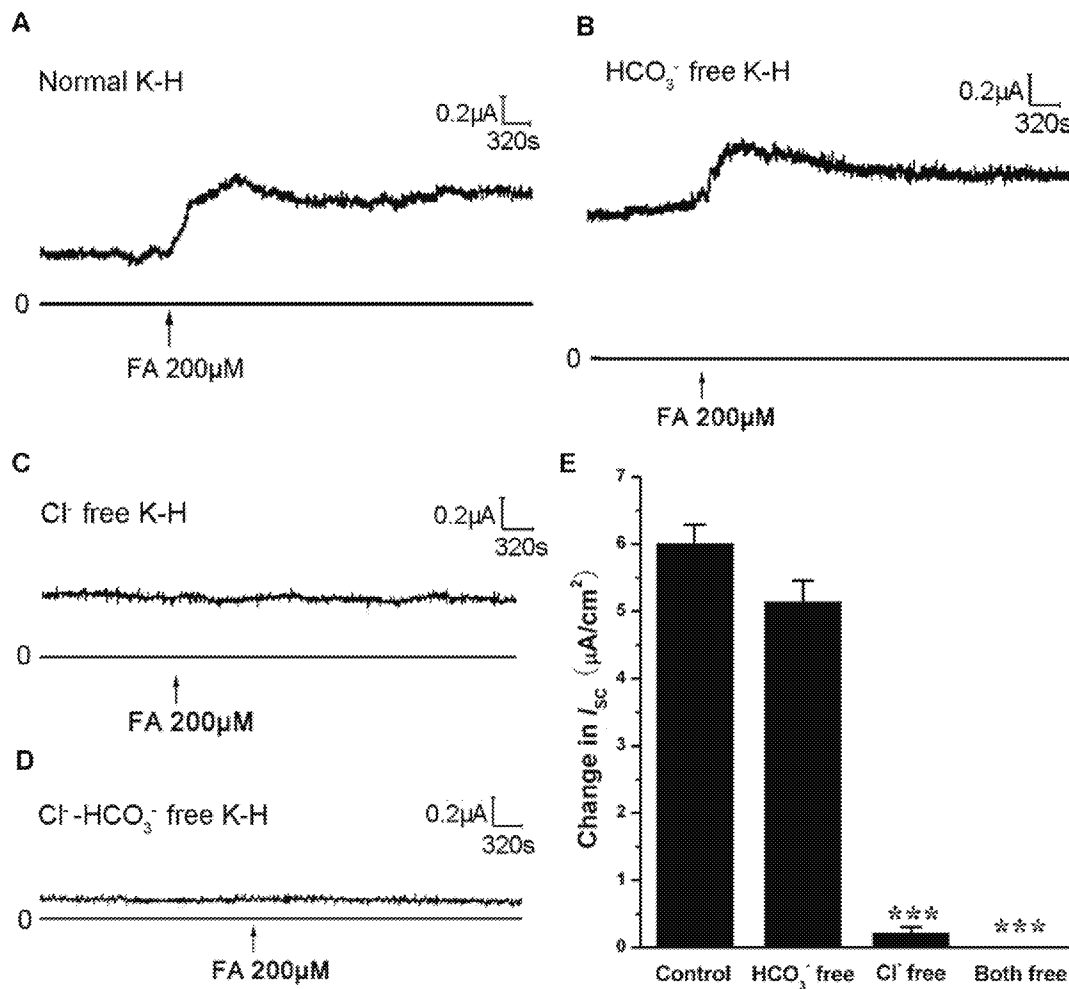 A
Normal K-H
0.2µA
320s
0
FA 200µM
B
HCO₃⁻ free K-H
0.2µA
320s
0
FA 200µM
C
Cl⁻ free K-H
0.2µA
320s
0
FA 200µM
D
Cl⁻-HCO₃⁻ free K-H
0.2µA
320s
0
FA 200µM
E
Change in Isc (µA/cm²)
7
6
5
4
3
2
1
0
***
***
Control
HCO₃⁻ free
Cl⁻ free
Both free